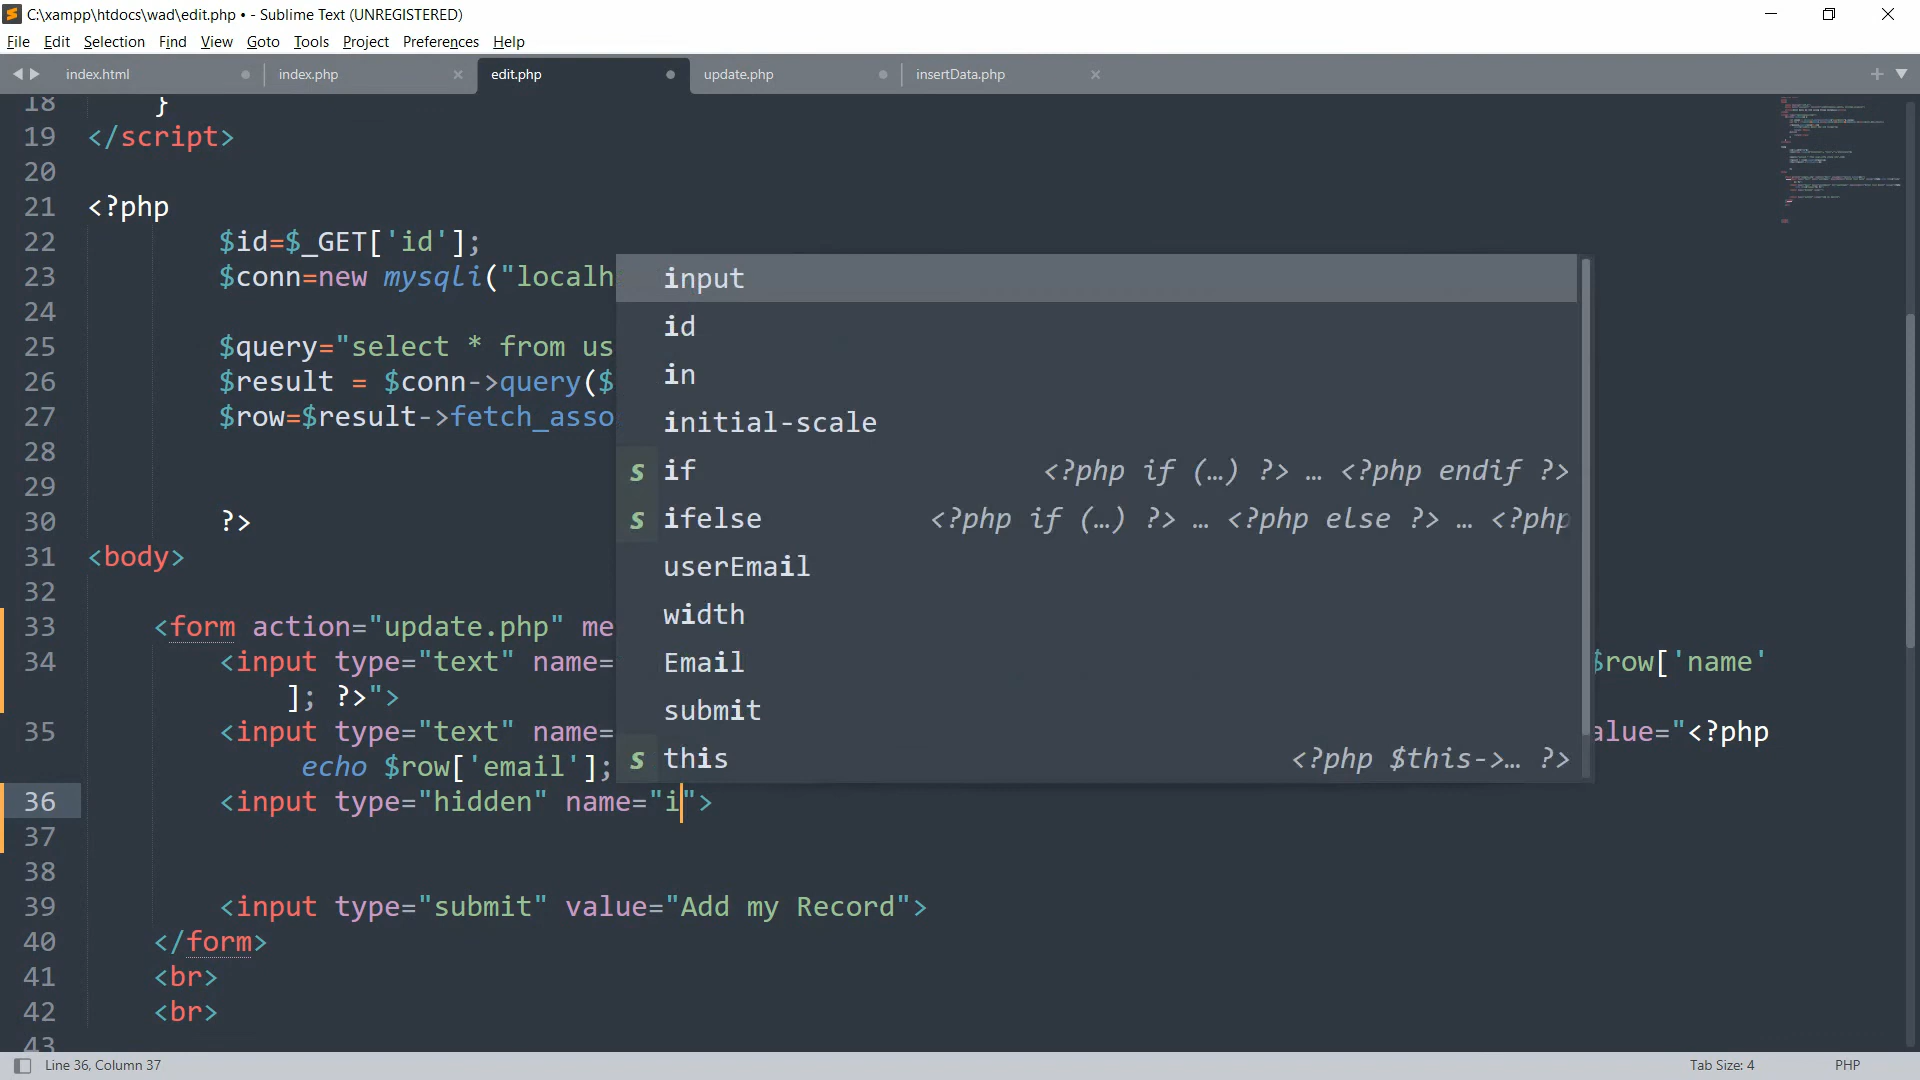 C:\xampp\htdocs\wad\edit.php • - Sublime Text (UNREGISTERED)
File Edit Selection Find View Goto Tools Project Preferences Help
index.html index.php edit.php update.php insertData.php
18 }
19 </script>
20
21 <?php
22 $id=$_GET['id'];
23 $conn=new mysqli("localh
24
25 $query="select * from us
26 $result = $conn->query($
27 $row=$result->fetch_asso
28
29
30 ?>
31 <body>
32
33 <form action="update.php" me
34 <input type="text" name= $row['name'
]; ?>">
35 <input type="text" name= alue="<?php
echo $row['email'];
36 <input type="hidden" name="i">
37
38
39 <input type="submit" value="Add my Record">
40 </form>
41 <br>
42 <br>
43
input
id
in
initial-scale
s if <?php if (…) ?> … <?php endif ?>
s ifelse <?php if (…) ?> … <?php else ?> … <?php
userEmail
width
Email
submit
s this <?php $this->… ?>
Line 36, Column 37 Tab Size: 4 PHP